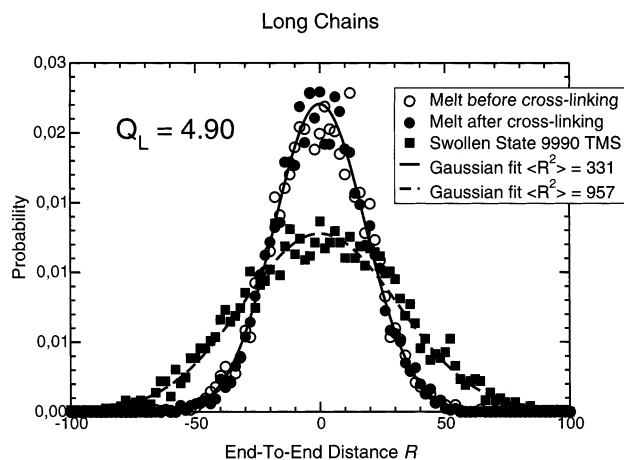 Long Chains
0,03
0,02
0,01
0,01
0,01
0,00
Probability
Q_L = 4.90
Melt before cross-linking
Melt after cross-linking
Swollen State 9990 TMS
Gaussian fit <R²> = 331
Gaussian fit <R²> = 957
-100 -50 0 50 100
End-To-End Distance R